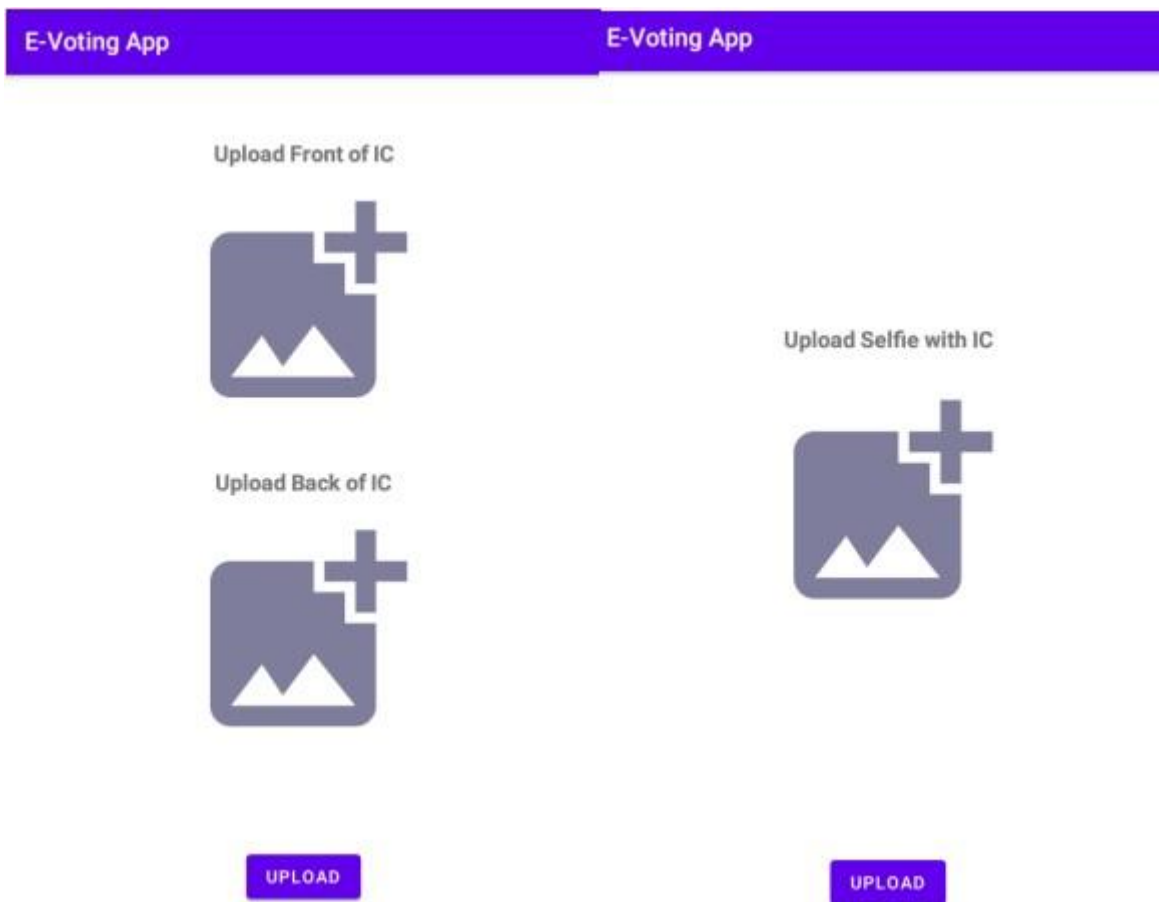 E-Voting App
Upload Front of IC
Upload Back of IC
UPLOAD
E-Voting App
Upload Selfie with IC
UPLOAD